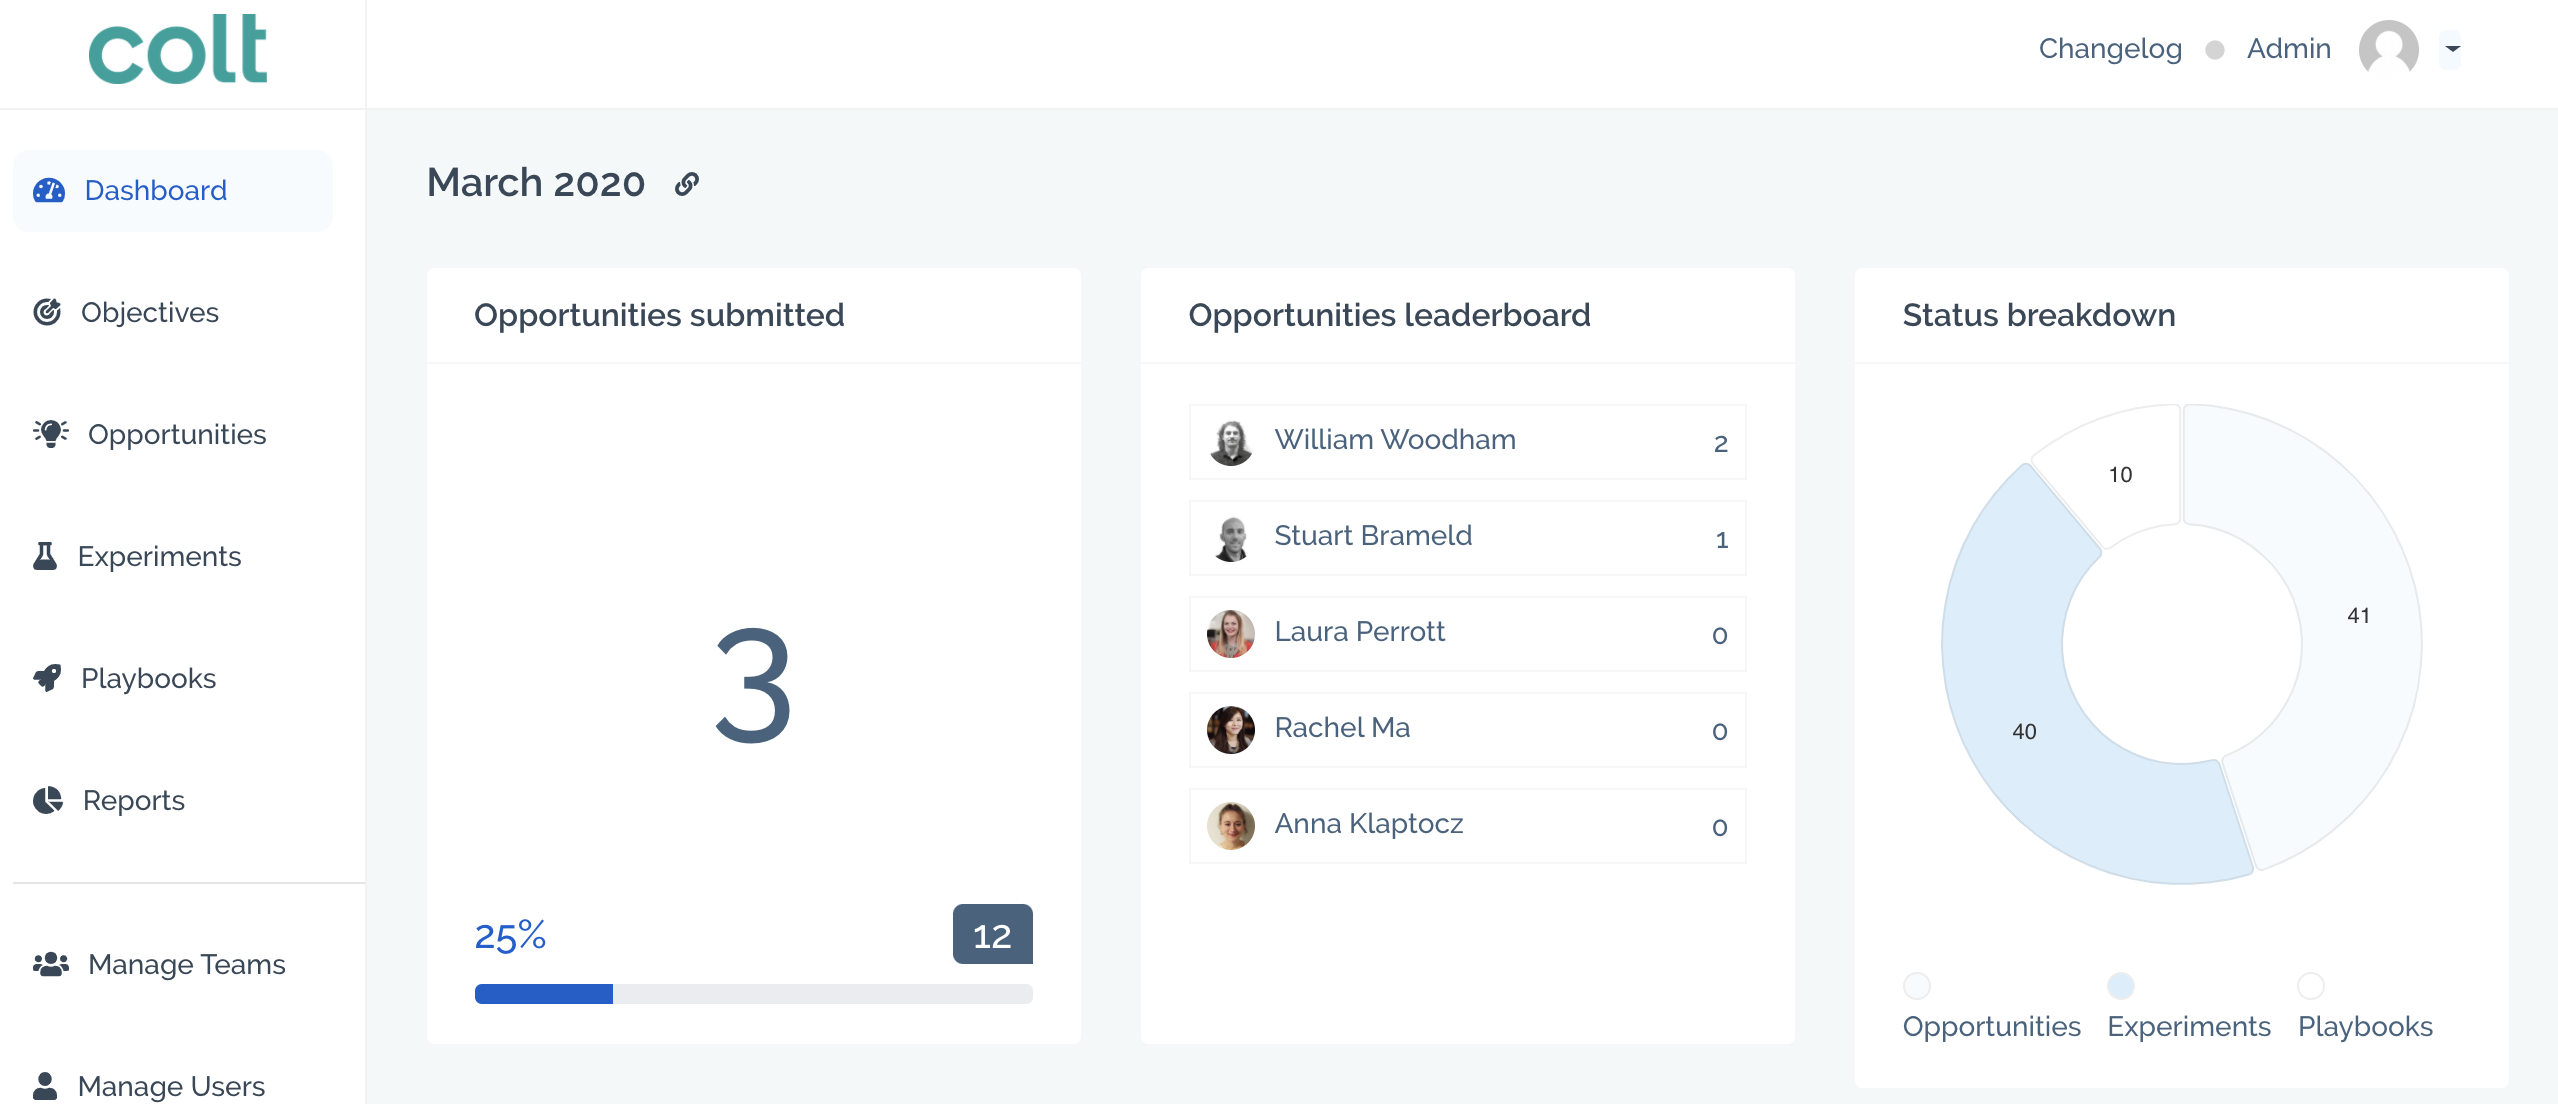 colt
Changelog
Admin
Dashboard
Objectives
Opportunities
Experiments
Playbooks
Reports
Manage Teams
Manage Users
March 2020
Opportunities submitted
3
25%
12
Opportunities leaderboard
William Woodham 2
Stuart Brameld 1
Laura Perrott 0
Rachel Ma 0
Anna Klaptocz 0
Status breakdown
10
41
40
Opportunities
Experiments
Playbooks